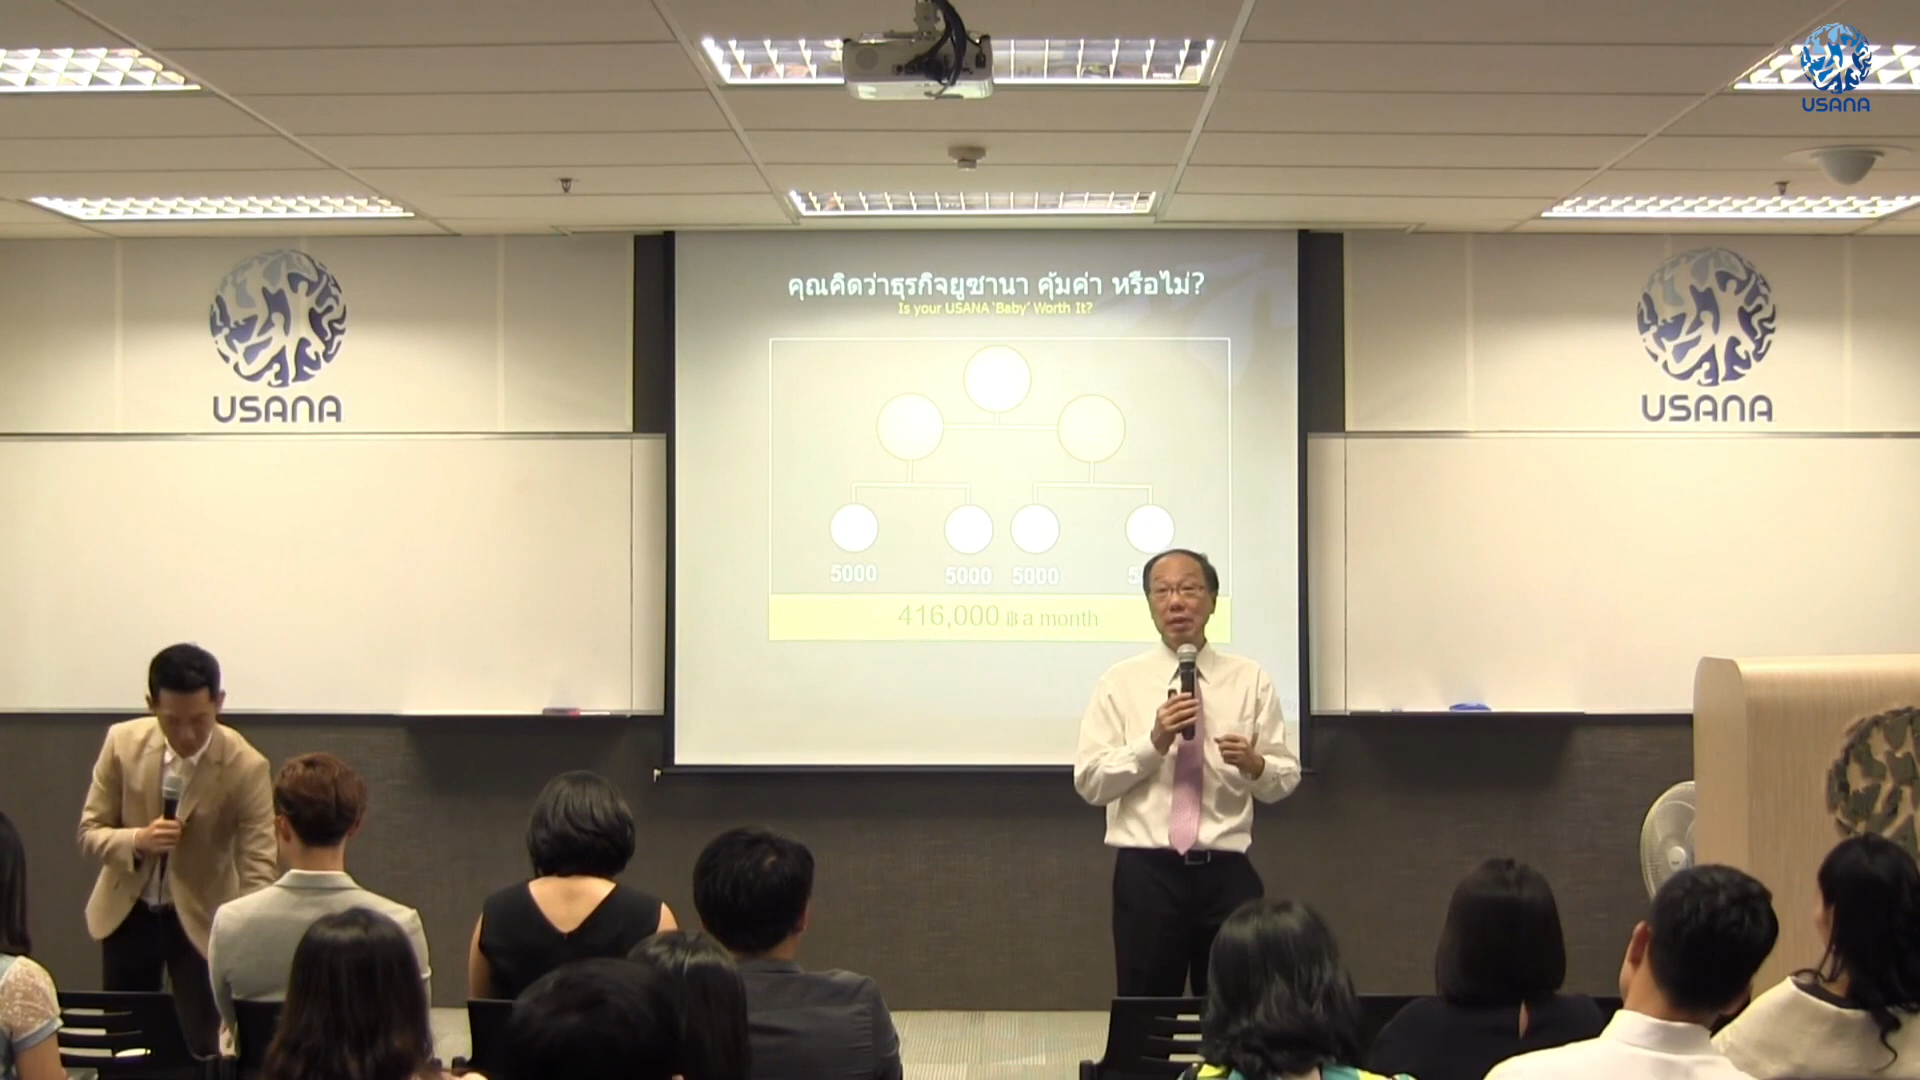 USANA
คุณคิดว่าธุรกิจยูซานา คุ้มค่า หรือไม่?
Is your USANA 'Baby' Worth It?
USANA
USANA
5000 5000 5000
416,000 ฿ a month